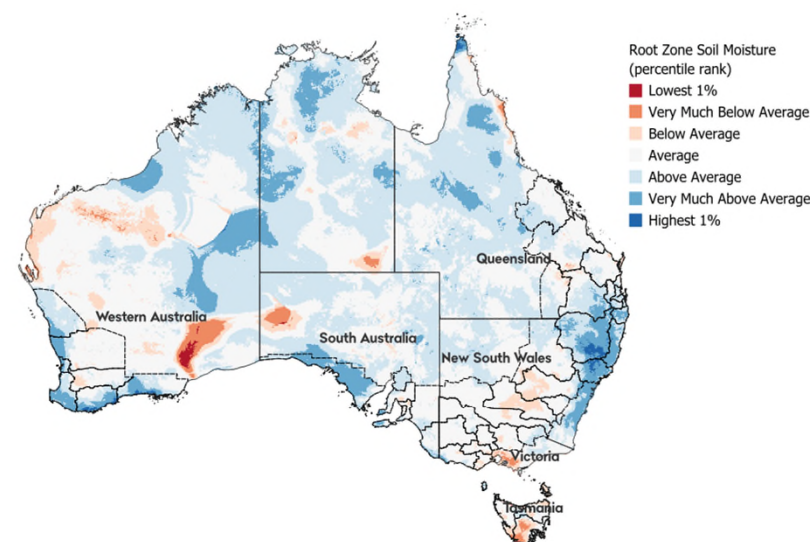 Root Zone Soil Moisture
(percentile rank)
Lowest 1%
Very Much Below Average
Below Average
Average
Above Average
Very Much Above Average
Highest 1%
Queensland
Western Australia
South Australia
New South Wales
Victoria
Tasmania